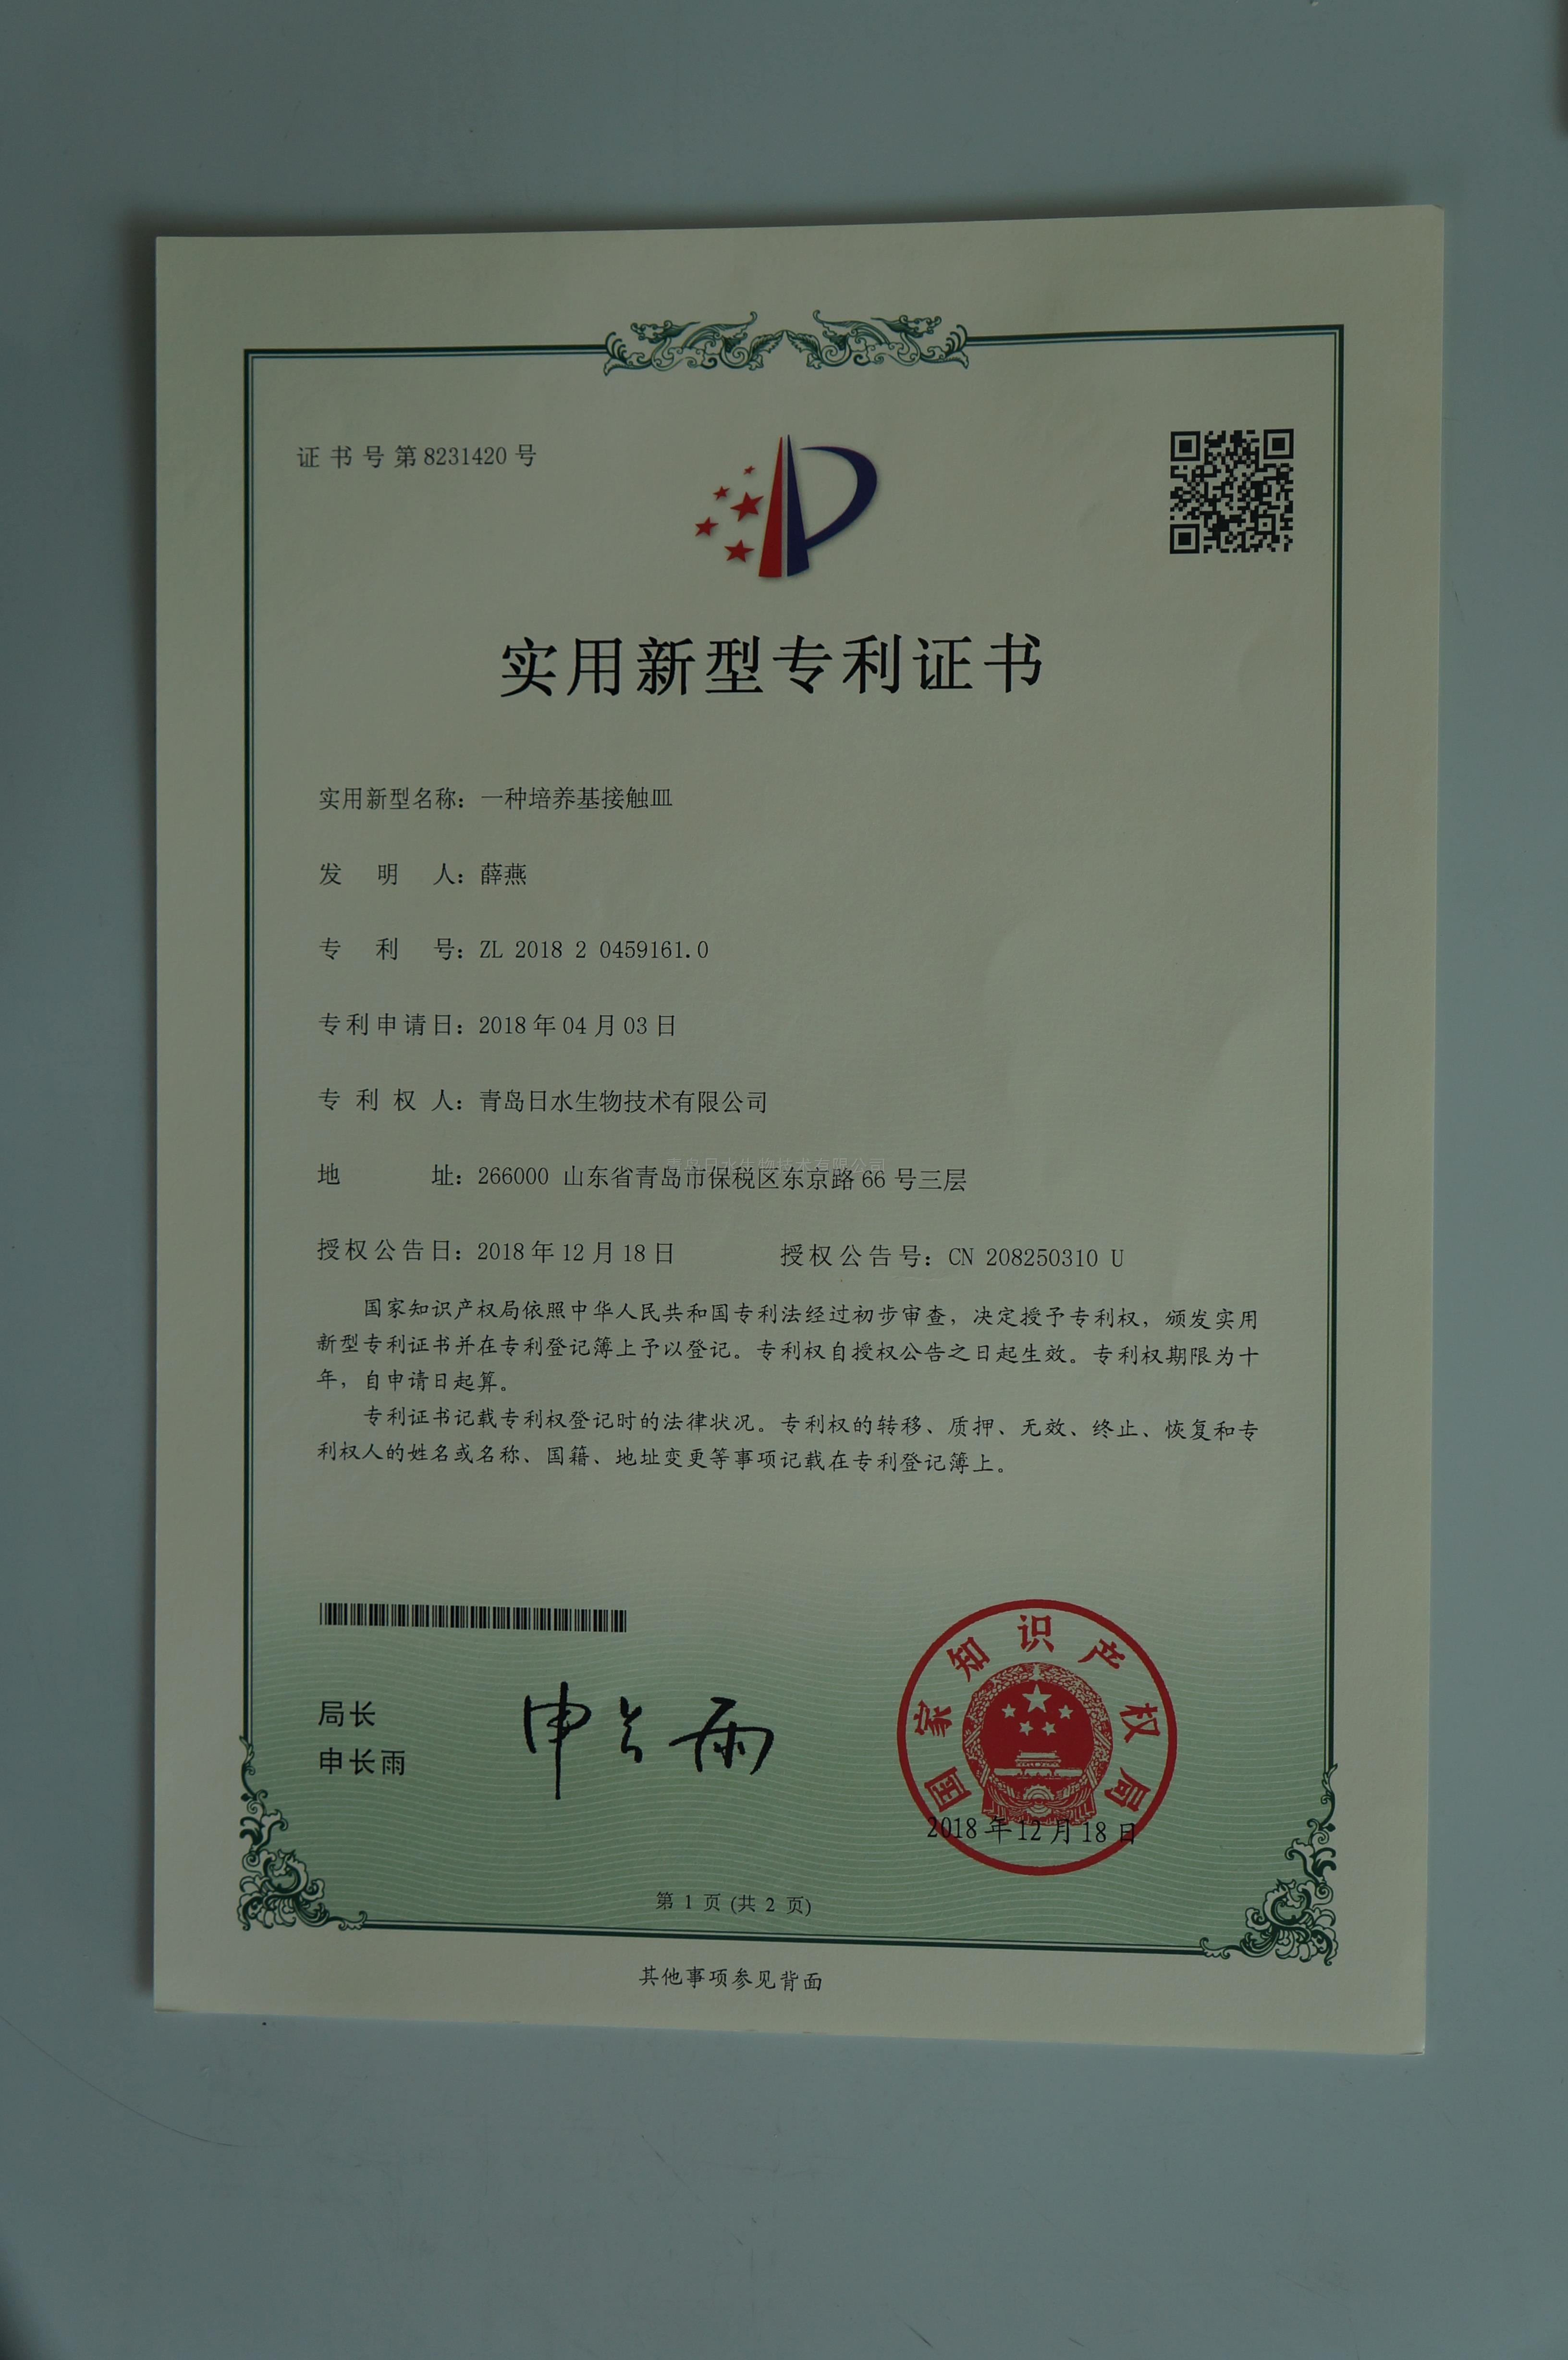 证书号第8231420号
实用新型专利证书
实用新型名称：一种培养基接触皿
发明人：薛燕
专利号：ZL 2018 2 0459161.0
专利申请日：2018年04月03日
专利权人：青岛日水生物技术有限公司
青岛日水生物技术有限公司
地址：266000 山东省青岛市保税区东京路66号三层
授权公告日：2018年12月18日 授权公告号：CN 208250310 U
国家知识产权局依照中华人民共和国专利法经过初步审查，决定授予专利权，颁发实用
新型专利证书并在专利登记簿上予以登记。专利权自授权公告之日起生效。专利权期限为十
年，自申请日起算。
专利证书记载专利权登记时的法律状况。专利权的转移、质押、无效、终止、恢复和专
利权人的姓名或名称、国籍、地址变更等事项记载在专利登记簿上。
局长
申长雨
申长雨
国家知识产权局
2018年12月18日
第 1 页 (共 2 页)
其他事项参见背面